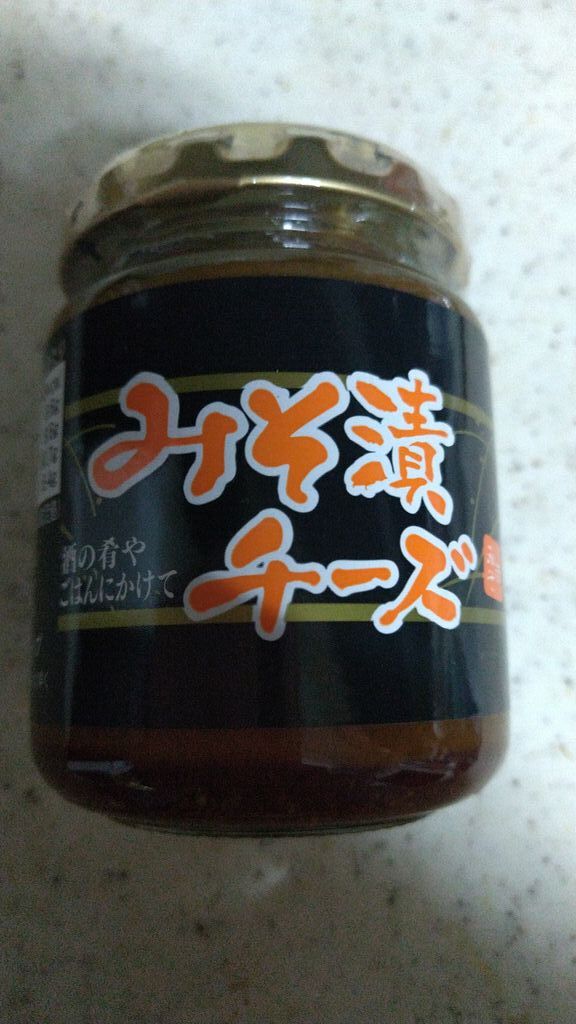 みそ漬
チーズ
酒の肴や
ごはんにかけて